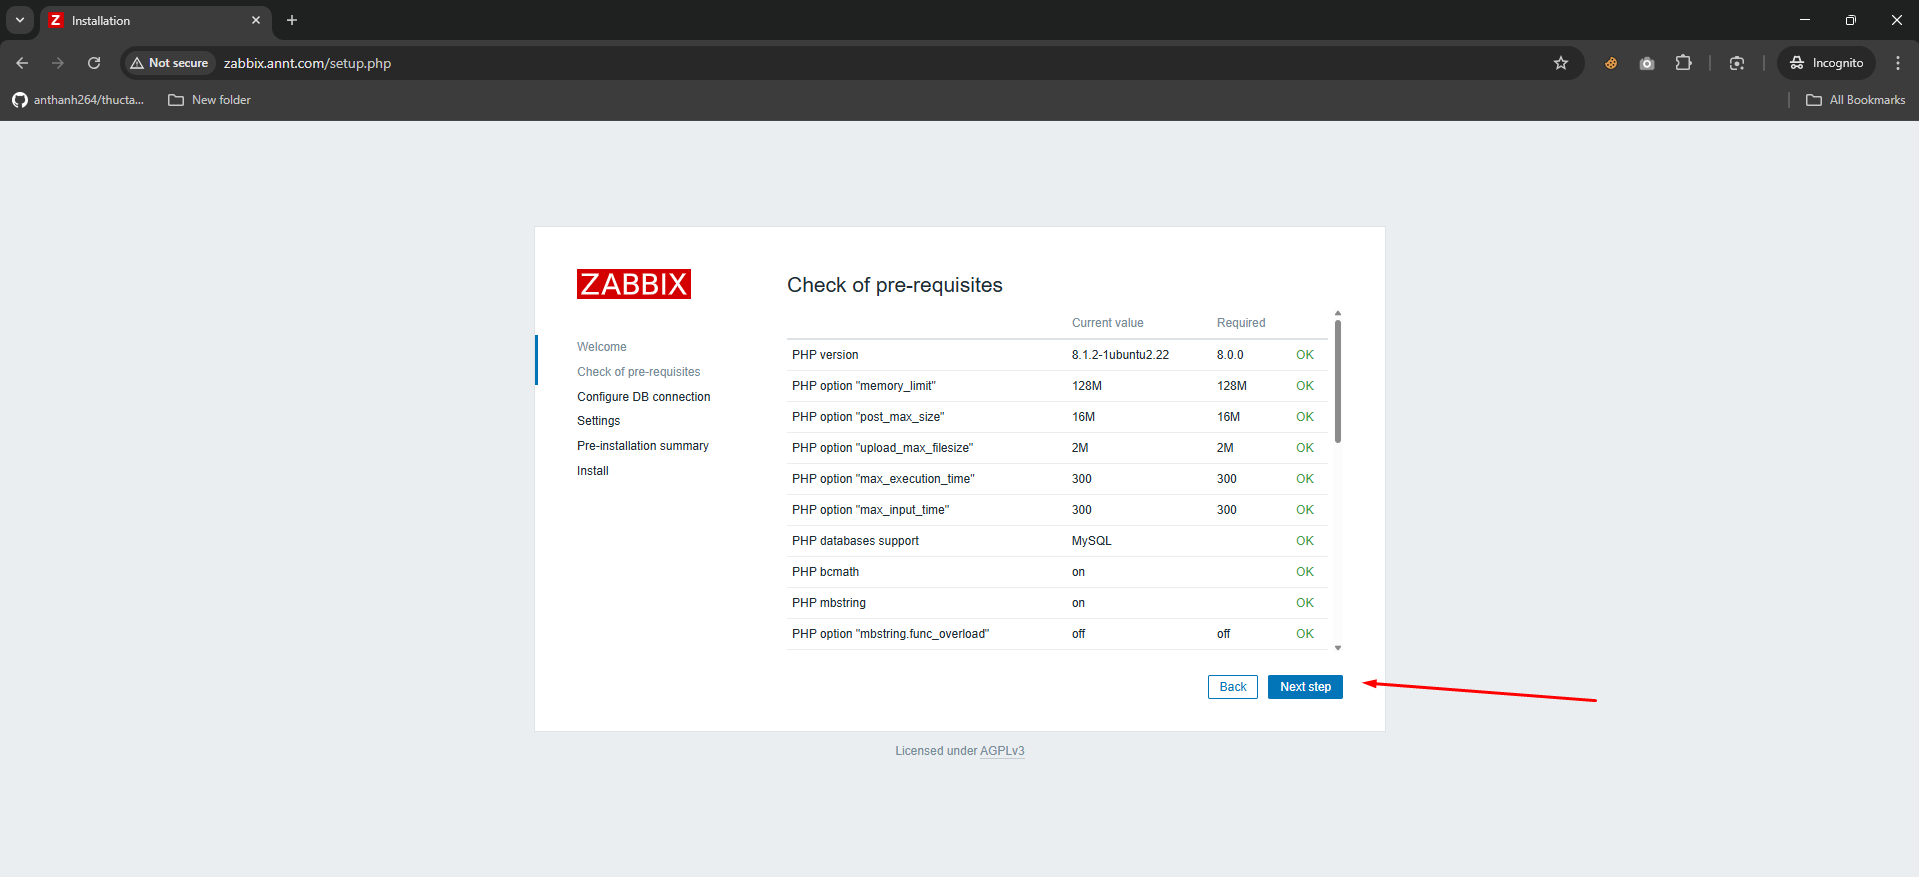 Z Installation
Not secure zabbix.annt.com/setup.php Incognito
anthanh264/thucta... New folder All Bookmarks
ZABBIX
Welcome
Check of pre-requisites
Configure DB connection
Settings
Pre-installation summary
Install
Check of pre-requisites
Current value Required
PHP version 8.1.2-1ubuntu2.22 8.0.0 OK
PHP option "memory_limit" 128M 128M OK
PHP option "post_max_size" 16M 16M OK
PHP option "upload_max_filesize" 2M 2M OK
PHP option "max_execution_time" 300 300 OK
PHP option "max_input_time" 300 300 OK
PHP databases support MySQL OK
PHP bcmath on OK
PHP mbstring on OK
PHP option "mbstring.func_overload" off off OK
Back Next step
Licensed under AGPLv3